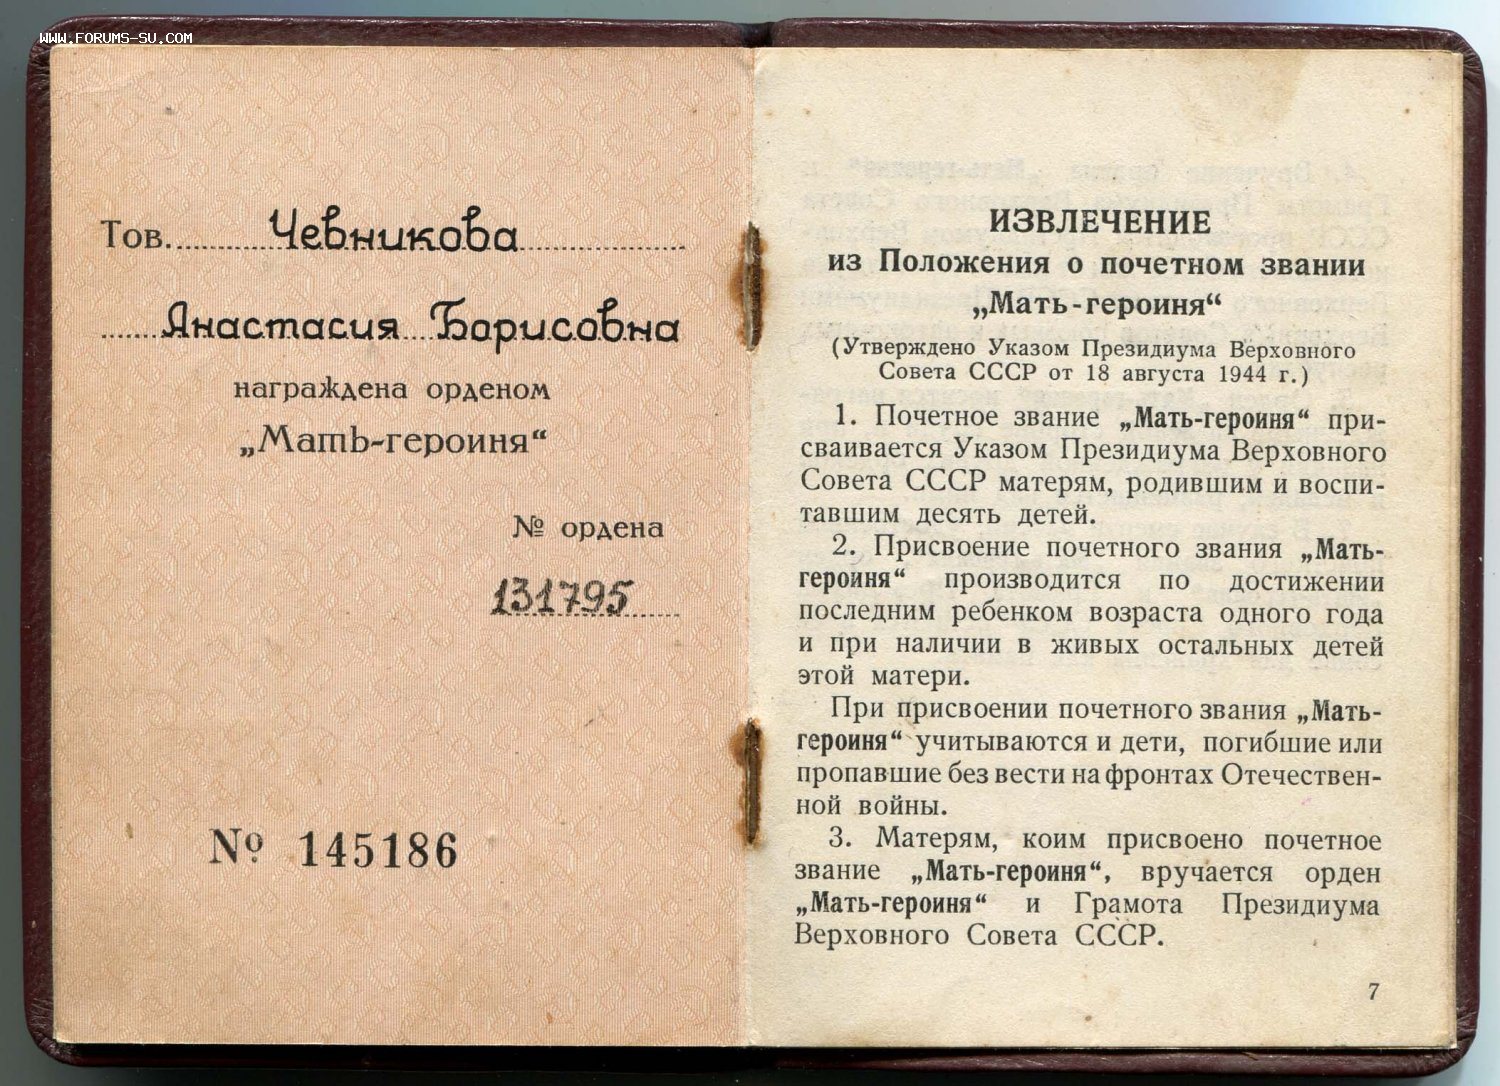 WWW.FORUMS-SU.COM
Тов. Чевникова
Анастасия Борисовна
награждена орденом
„Мать-героиня“
№ ордена
131795
№ 145186
ИЗВЛЕЧЕНИЕ
из Положения о почетном звании
„Мать-героиня“
(Утверждено Указом Президиума Верховного
Совета СССР от 18 августа 1944 г.)
1. Почетное звание „Мать-героиня“ при-
сваивается Указом Президиума Верховного
Совета СССР матерям, родившим и воспи-
тавшим десять детей.
2. Присвоение почетного звания „Мать-
героиня“ производится по достижении
последним ребенком возраста одного года
и при наличии в живых остальных детей
этой матери.
При присвоении почетного звания „Мать-
героиня“ учитываются и дети, погибшие или
пропавшие без вести на фронтах Отечествен-
ной войны.
3. Матерям, коим присвоено почетное
звание „Мать-героиня“, вручается орден
„Мать-героиня“ и Грамота Президиума
Верховного Совета СССР.
7